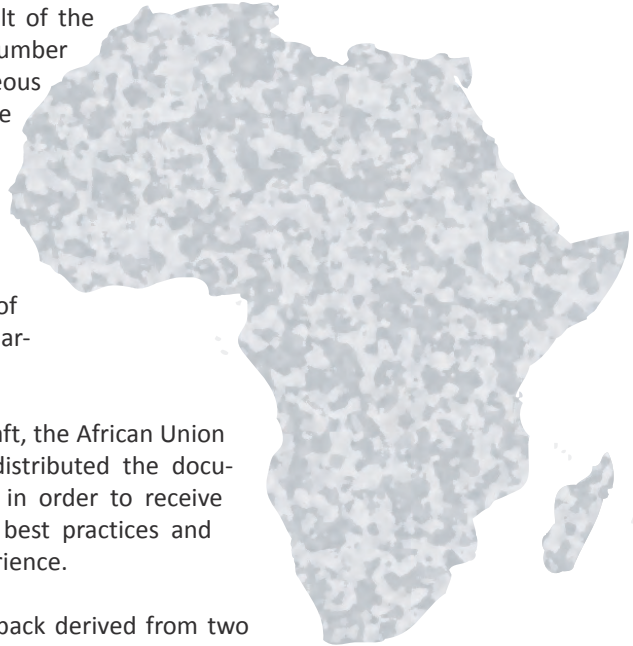 lt of the
umber
eous
e
of
ar-
aft, the African Union
distributed the docu-
in order to receive
best practices and
rience.
back derived from two